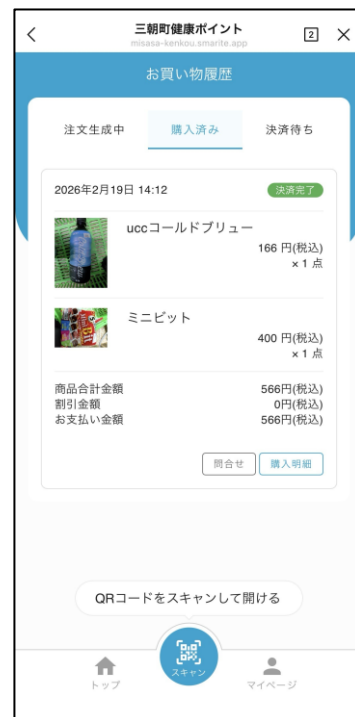 三朝町健康ポイント
misasa-kenkou.smarite.app
2
お買い物履歴
注文生成中
購入済み
決済待ち
2026年2月19日 14:12
決済完了
uccコールドブリュー
166 円(税込)
× 1 点
ミニビット
400 円(税込)
× 1 点
商品合計金額 566円(税込)
割引金額 0円(税込)
お支払い金額 566円(税込)
問合せ
購入明細
QRコードをスキャンして開ける
スキャン
トップ
マイページ